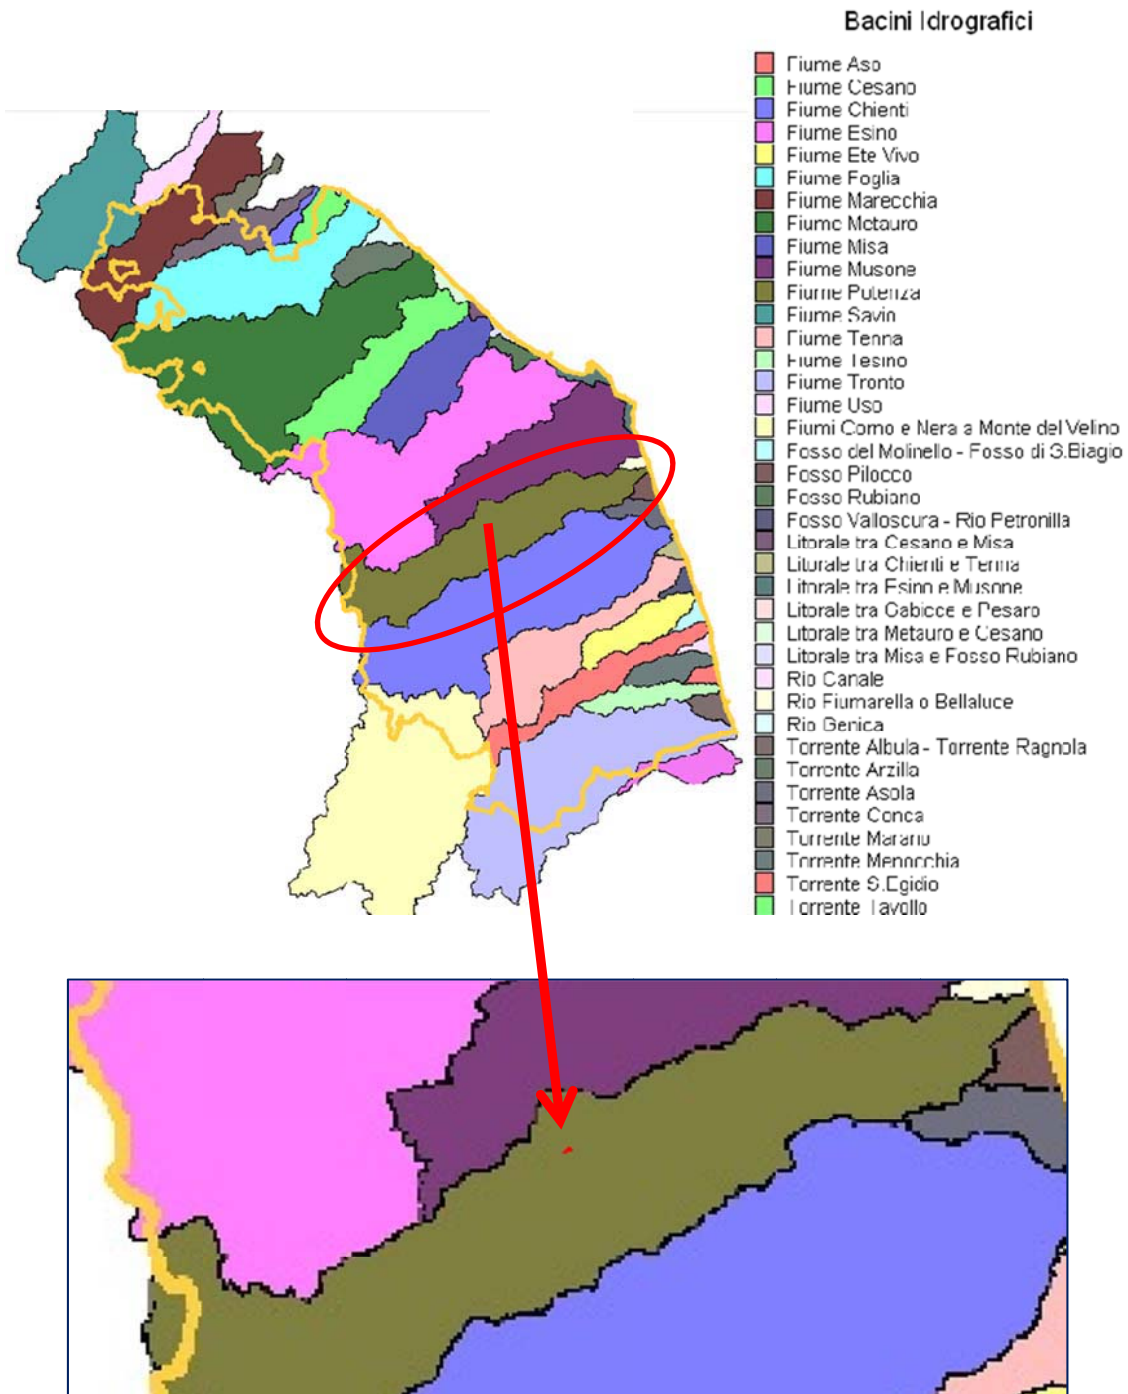 Bacini Idrografici
Fiume Aso
Fiume Cesano
Fiume Chienti
Fiume Esino
Fiume Ete Vivo
Fiume Foglia
Fiume Marecchia
Fiume Metauro
Fiume Misa
Fiume Musone
Fiume Potenza
Fiume Savio
Fiume Tenna
Fiume Tesino
Fiume Tronto
Fiume Uso
Fiumi Corno e Nera a Monte del Velino
Fosso del Molinello - Fosso di S.Biagio
Fosso Pilocco
Fosso Rubiano
Fosso Valloscura - Rio Petronilla
Litorale tra Cesano e Misa
Litorale tra Chienti e Tenna
Litorale tra Esino e Musone
Litorale tra Gabicce e Pesaro
Litorale tra Metauro e Cesano
Litorale tra Misa e Fosso Rubiano
Rio Canale
Rio Fiumarella o Bellaluce
Rio Genica
Torrente Albula - Torrente Ragnola
Torrente Arzilla
Torrente Asola
Torrente Conca
Torrente Marano
Torrente Menocchia
Torrente S.Egidio
Torrente Tavollo